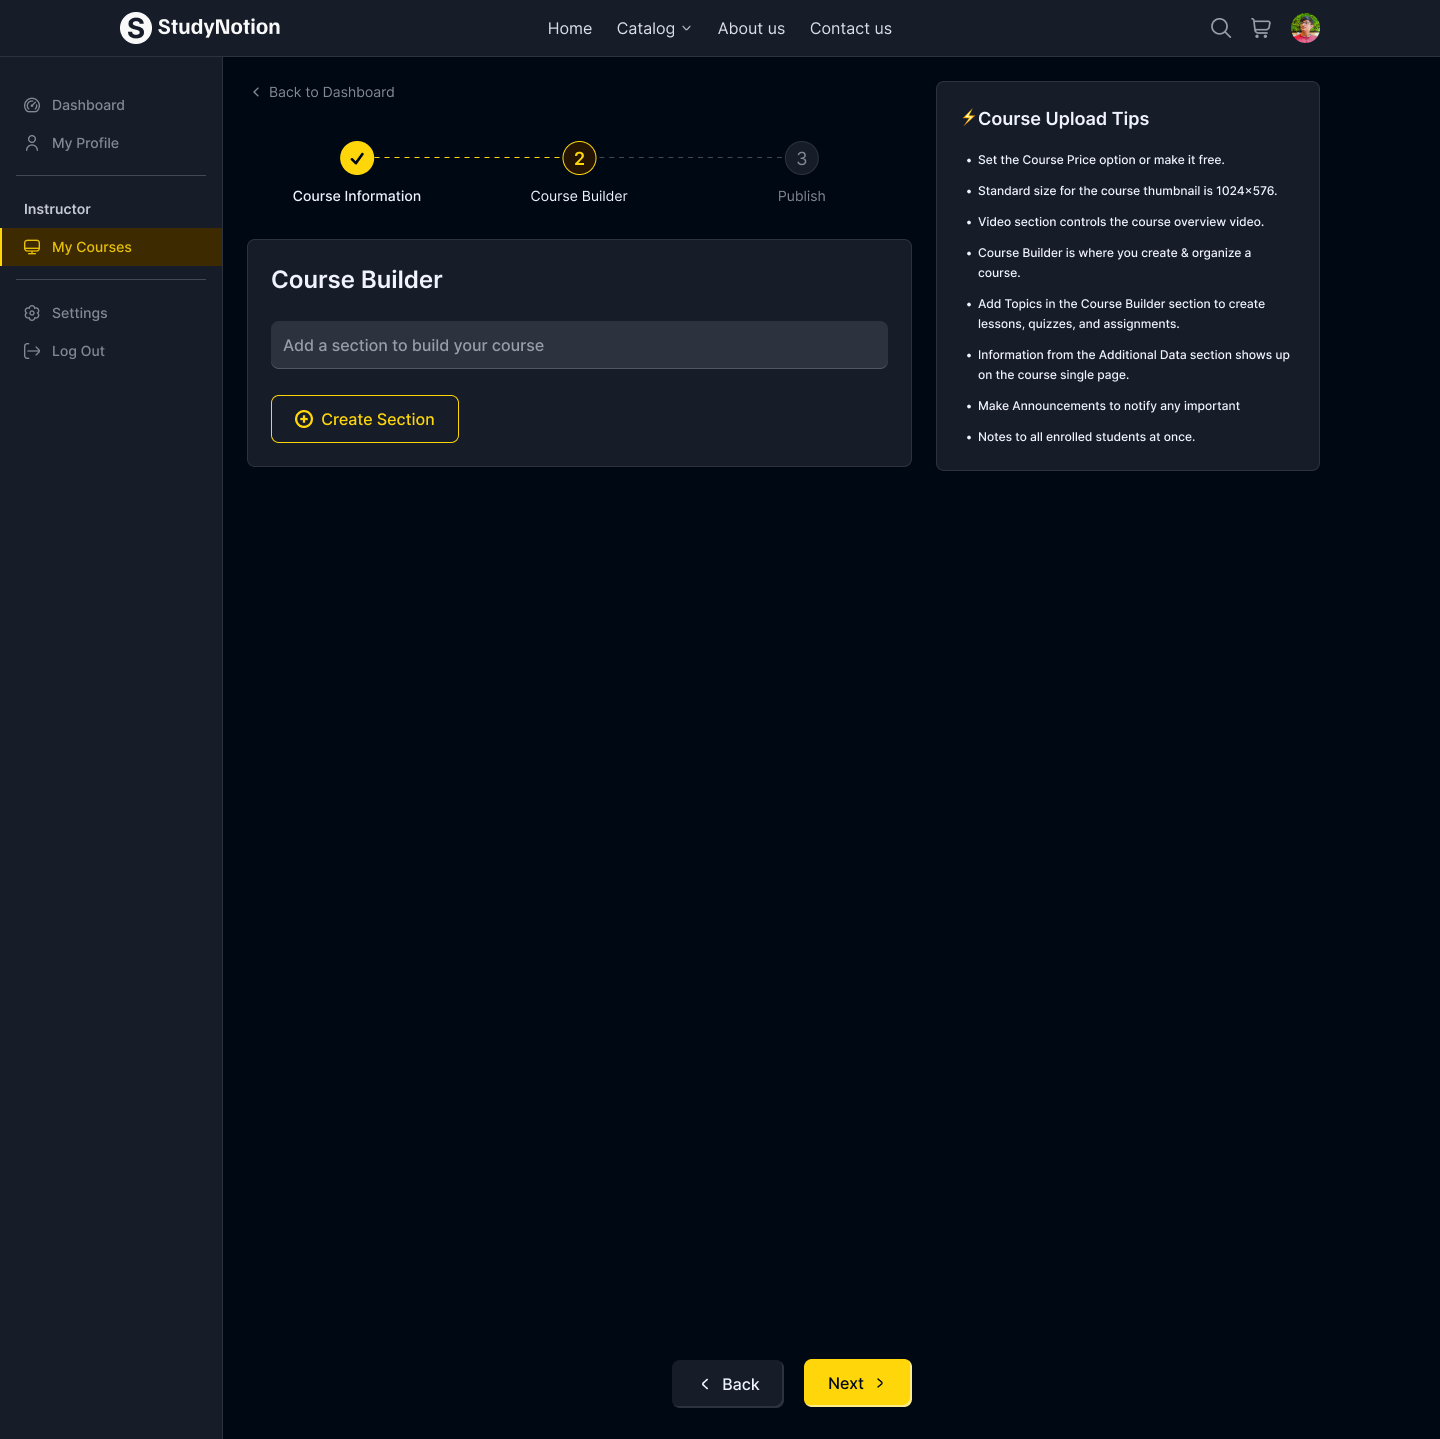 StudyNotion
Home
Catalog
About us
Contact us
Dashboard
My Profile
Instructor
My Courses
Settings
Log Out
Back to Dashboard
2
3
Course Information
Course Builder
Publish
Course Builder
Add a section to build your course
Create Section
⚡Course Upload Tips
• Set the Course Price option or make it free.
• Standard size for the course thumbnail is 1024×576.
• Video section controls the course overview video.
• Course Builder is where you create & organize a
course.
• Add Topics in the Course Builder section to create
lessons, quizzes, and assignments.
• Information from the Additional Data section shows up
on the course single page.
• Make Announcements to notify any important
• Notes to all enrolled students at once.
Back
Next